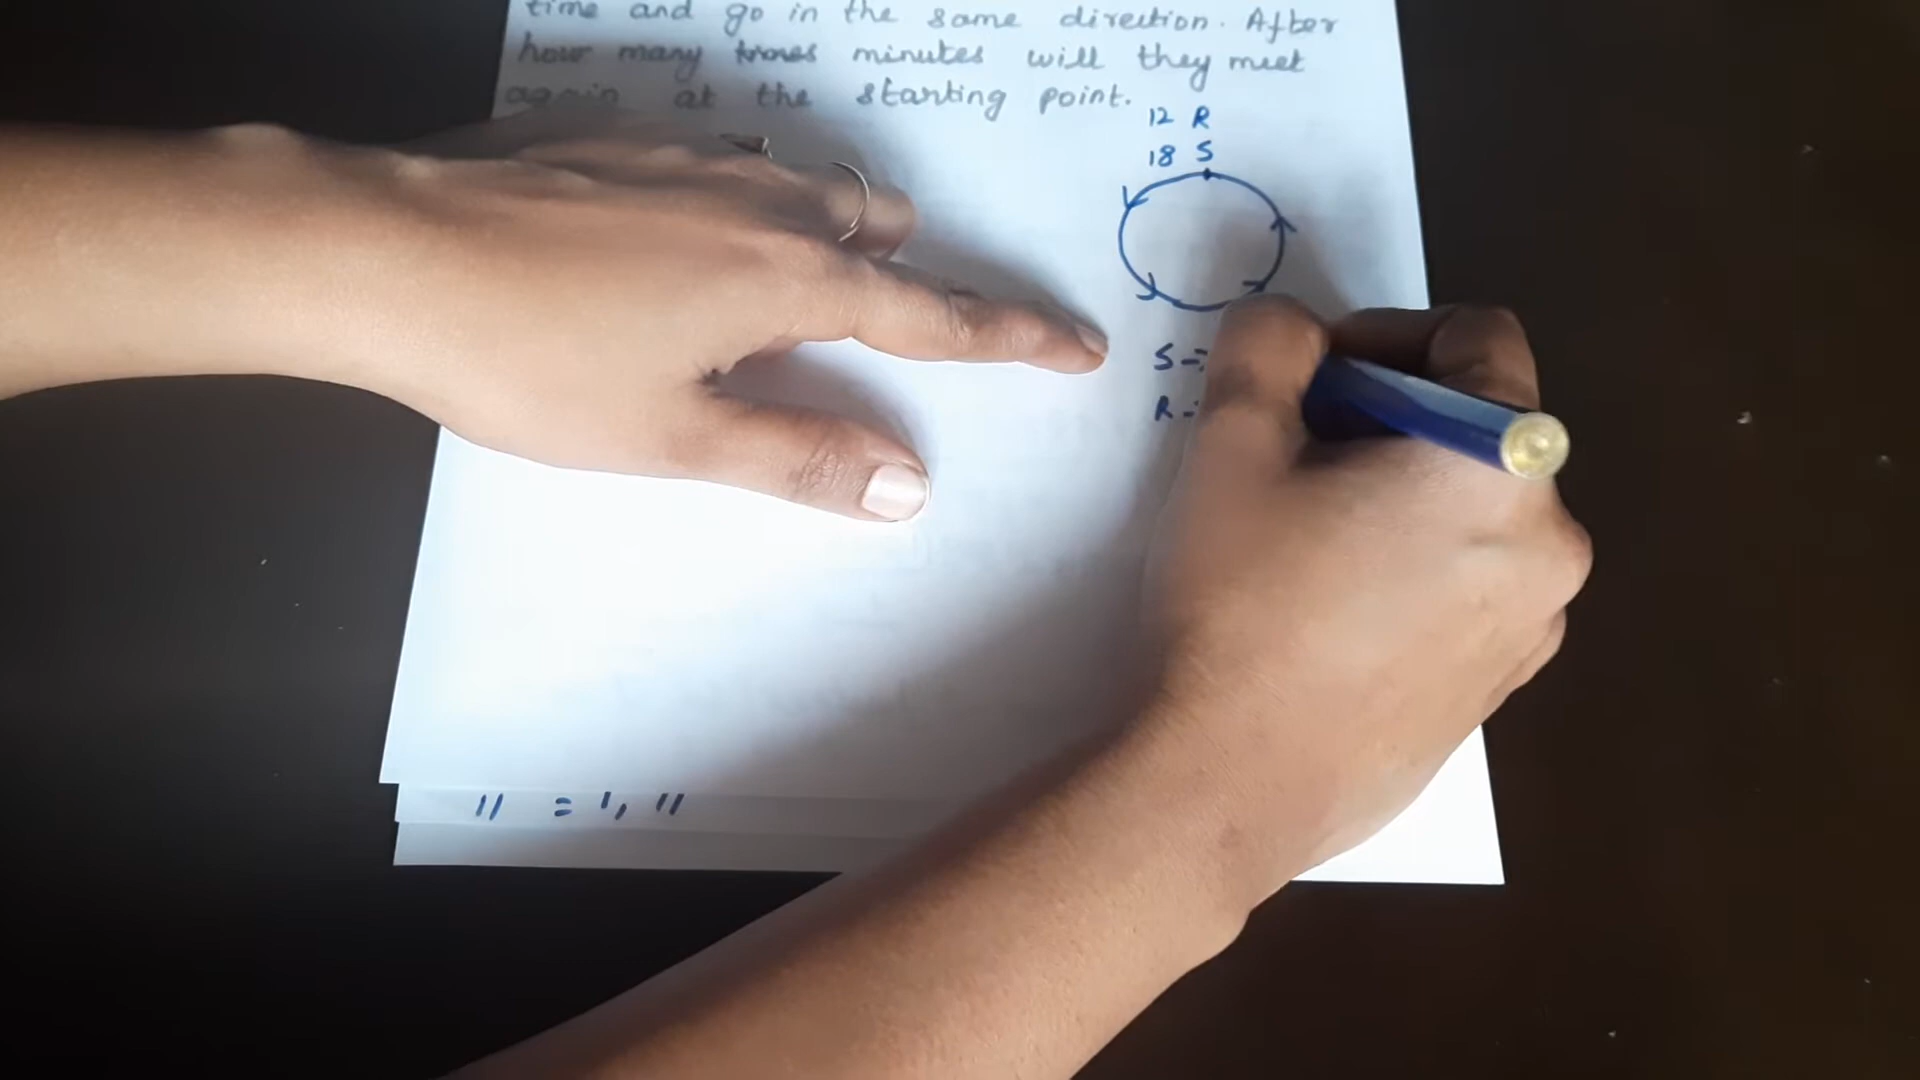 time and go in the same direction. After
how many minutes will they meet
again at the starting point.
12 R
18 S
S -
R -
11 = 1, 11